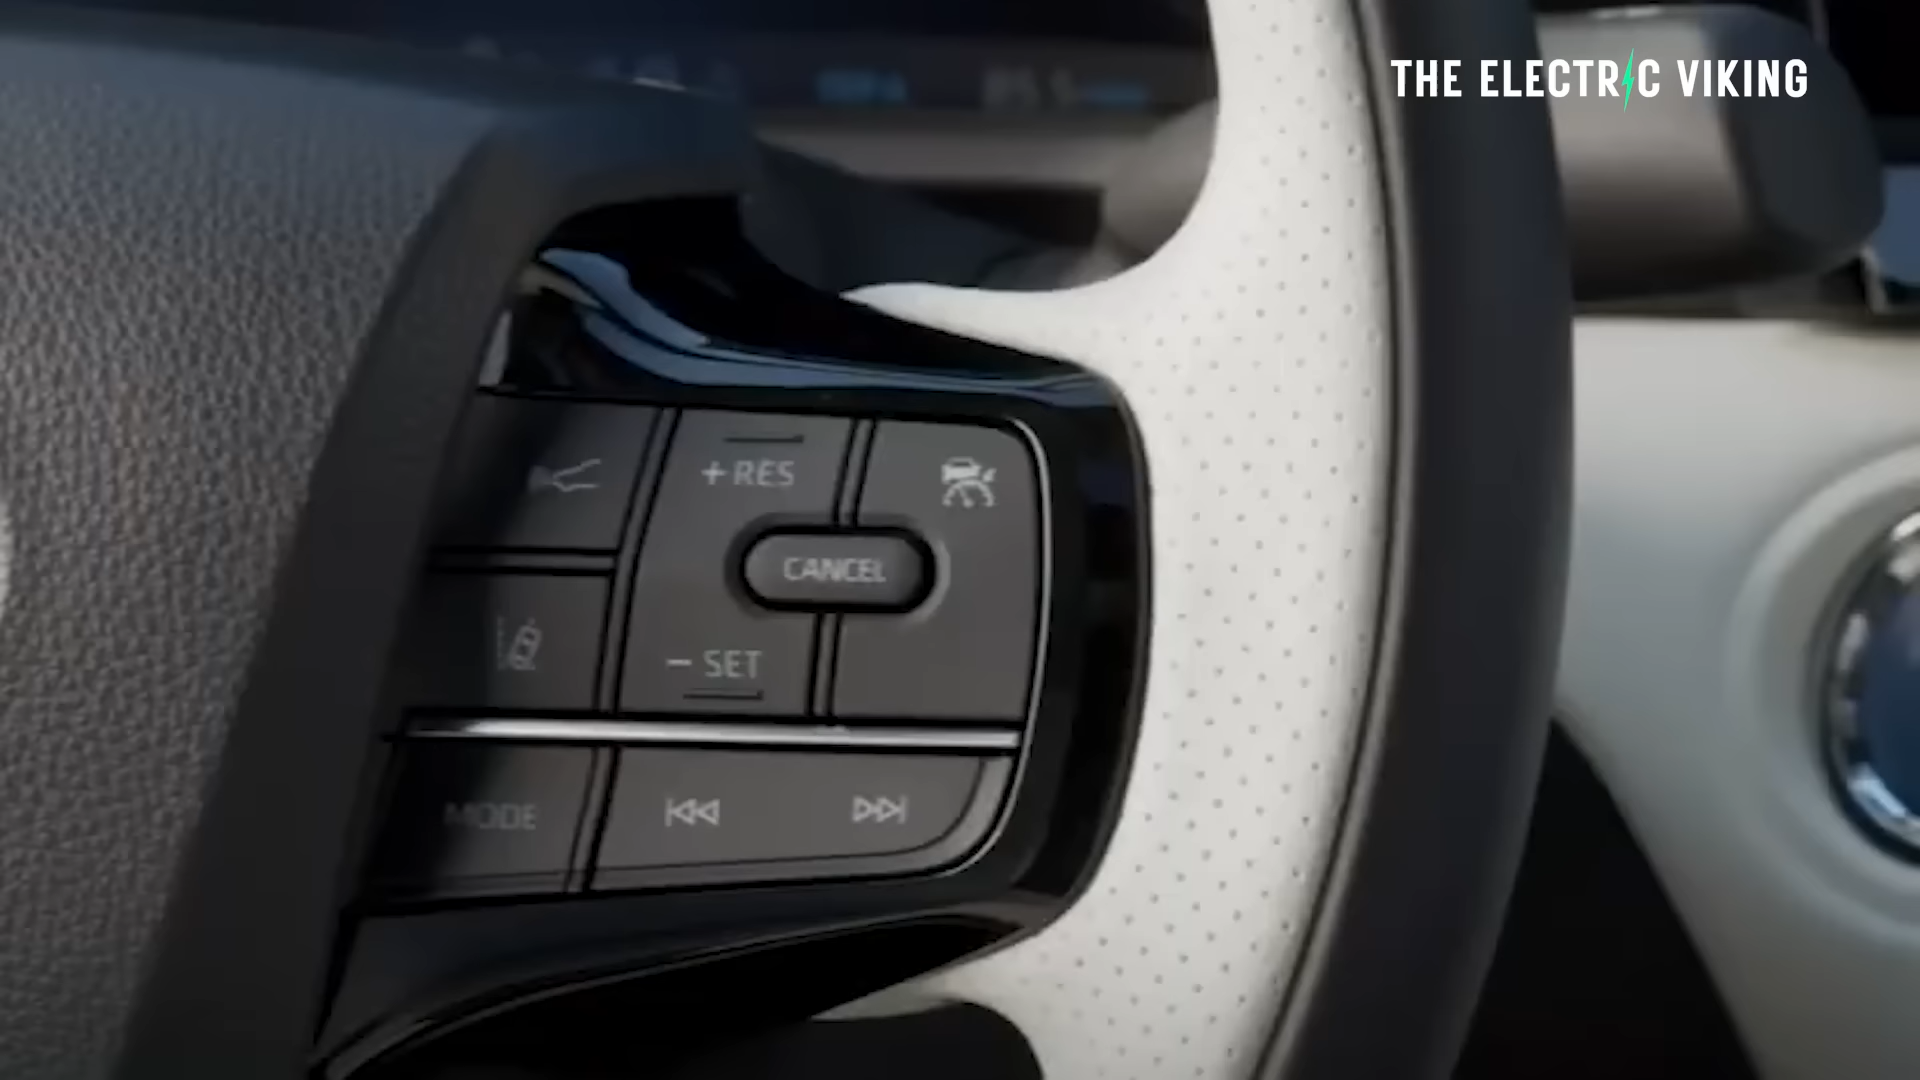 THE ELECTRIC VIKING
+ RES
CANCEL
- SET
MODE